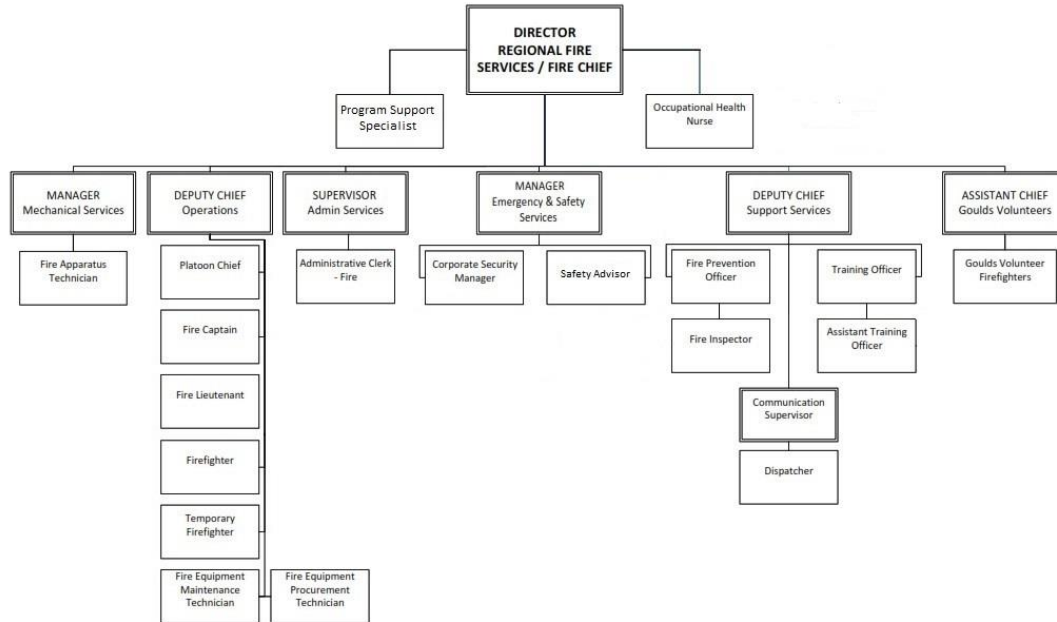 DIRECTOR
REGIONAL FIRE
SERVICES / FIRE CHIEF
Program Support
Specialist
Occupational Health
Nurse
MANAGER
Mechanical Services
DEPUTY CHIEF
Operations
SUPERVISOR
Admin Services
MANAGER
Emergency & Safety
Services
DEPUTY CHIEF
Support Services
ASSISTANT CHIEF
Goulds Volunteers
Fire Apparatus
Technician
Platoon Chief
Administrative Clerk
- Fire
Corporate Security
Manager
Safety Advisor
Fire Prevention
Officer
Training Officer
Goulds Volunteer
Firefighters
Fire Captain
Fire Inspector
Assistant Training
Officer
Fire Lieutenant
Communication
Supervisor
Firefighter
Dispatcher
Temporary
Firefighter
Fire Equipment
Maintenance
Technician
Fire Equipment
Procurement
Technician